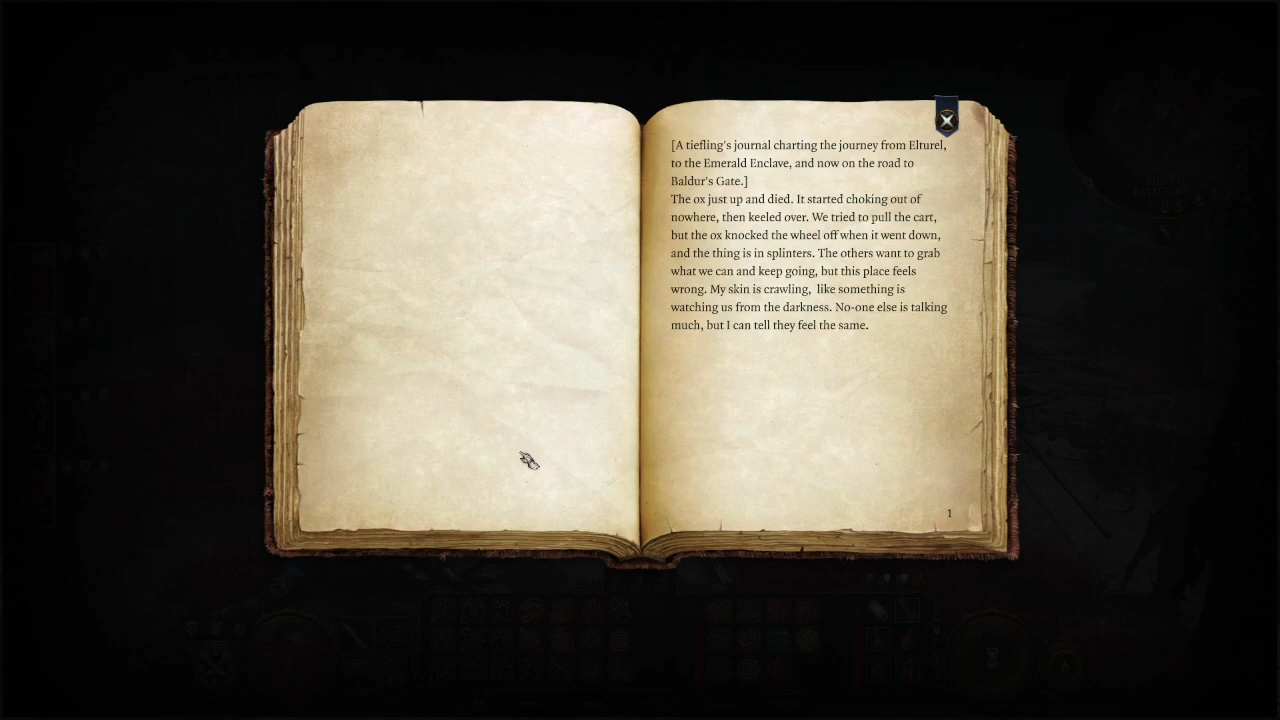 [A tiefling's journal charting the journey from Elturel,
to the Emerald Enclave, and now on the road to
Baldur's Gate.]
The ox just up and died. It started choking out of
nowhere, then keeled over. We tried to pull the cart,
but the ox knocked the wheel off when it went down,
and the thing is in splinters. The others want to grab
what we can and keep going, but this place feels
wrong. My skin is crawling,  like something is
watching us from the darkness. No-one else is talking
much, but I can tell they feel the same.
1